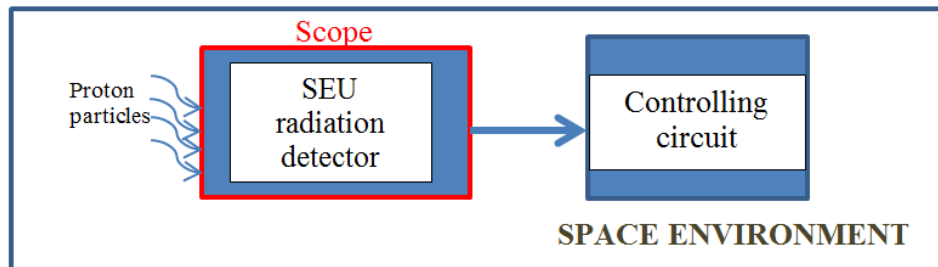 Scope
Proton
particles
SEU
radiation
detector
Controlling
circuit
SPACE ENVIRONMENT